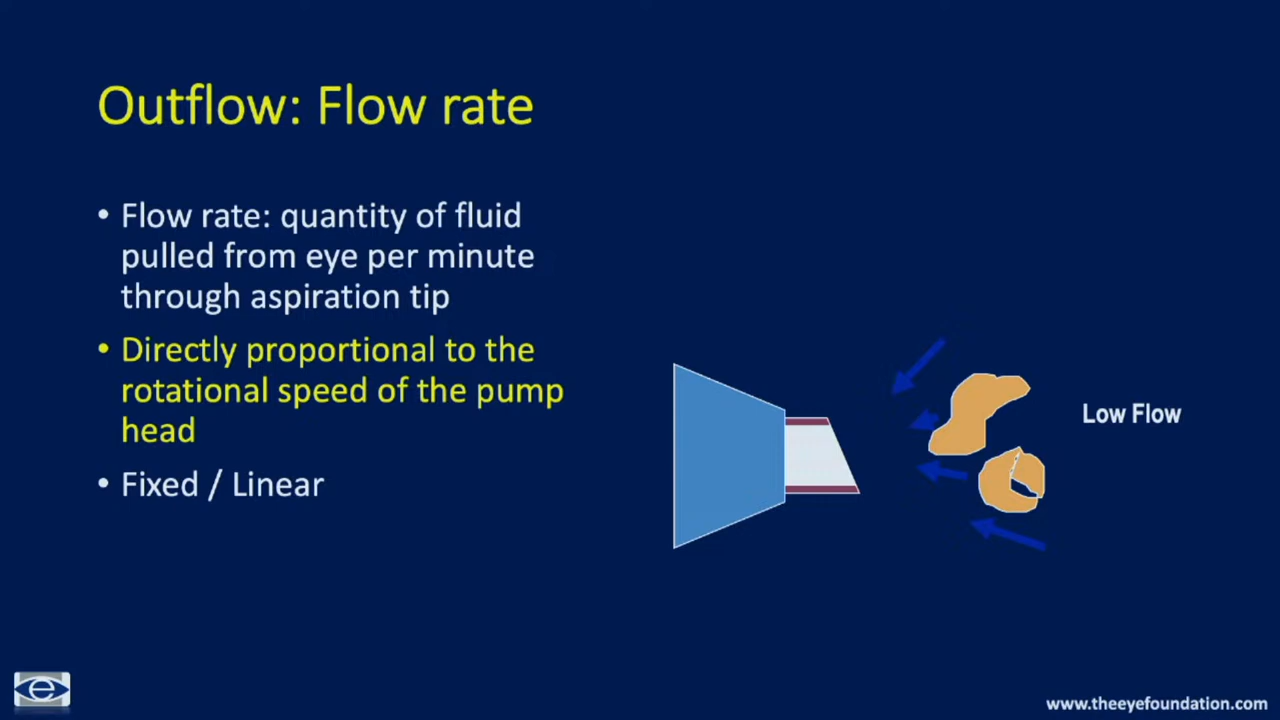 Outflow: Flow rate
• Flow rate: quantity of fluid
pulled from eye per minute
through aspiration tip
• Directly proportional to the
rotational speed of the pump
head
• Fixed / Linear
Low Flow
e
www.theeyefoundation.com